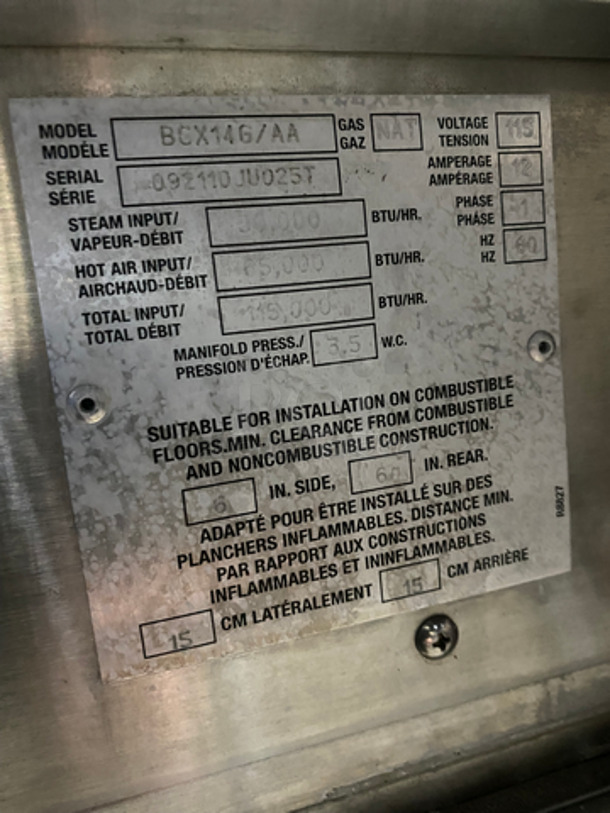 MODEL
MODÈLE
BCX14G/AA
GAS
GAZ
NAT
VOLTAGE
TENSION
115
SERIAL
SÉRIE
092110JU025T
AMPERAGE
AMPÉRAGE
12
STEAM INPUT/
VAPEUR-DÉBIT
BTU/HR.
PHASE
PHÁSE
1
HOT AIR INPUT/
AIRCHAUD-DÉBIT
65,000
BTU/HR.
HZ
HZ
60
TOTAL INPUT/
TOTAL DÉBIT
115,000
BTU/HR.
MANIFOLD PRESS./
PRESSION D'ÉCHAP.
3.5
W.C.
SUITABLE FOR INSTALLATION ON COMBUSTIBLE
FLOORS.MIN. CLEARANCE FROM COMBUSTIBLE
AND NONCOMBUSTIBLE CONSTRUCTION.
6 IN. SIDE, 6 IN. REAR.
ADAPTÉ POUR ÊTRE INSTALLÉ SUR DES
PLANCHERS INFLAMMABLES. DISTANCE MIN.
PAR RAPPORT AUX CONSTRUCTIONS
INFLAMMABLES ET ININFLAMMABLES.
15 CM LATÉRALEMENT 15 CM ARRIÈRE
R8827